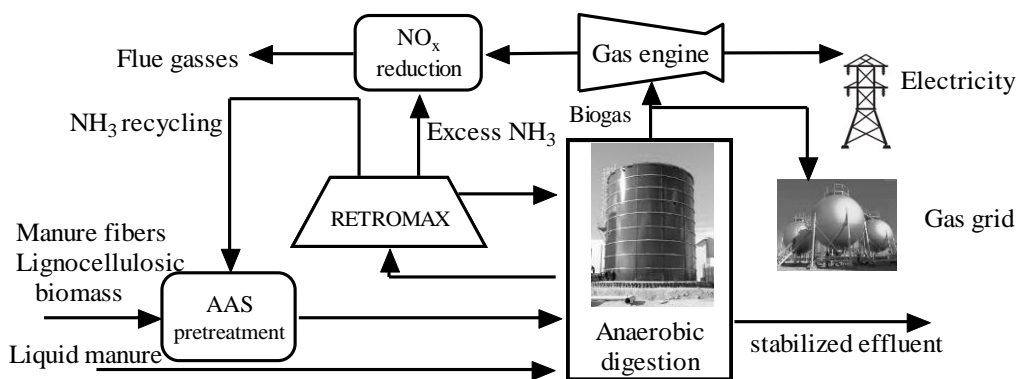 NOₓ
reduction
Gas engine
Flue gasses
Electricity
NH₃ recycling
Excess NH₃
Biogas
RETROMAX
Gas grid
Manure fibers
Lignocellulosic
biomass
AAS
pretreatment
Anaerobic
digestion
stabilized effluent
Liquid manure